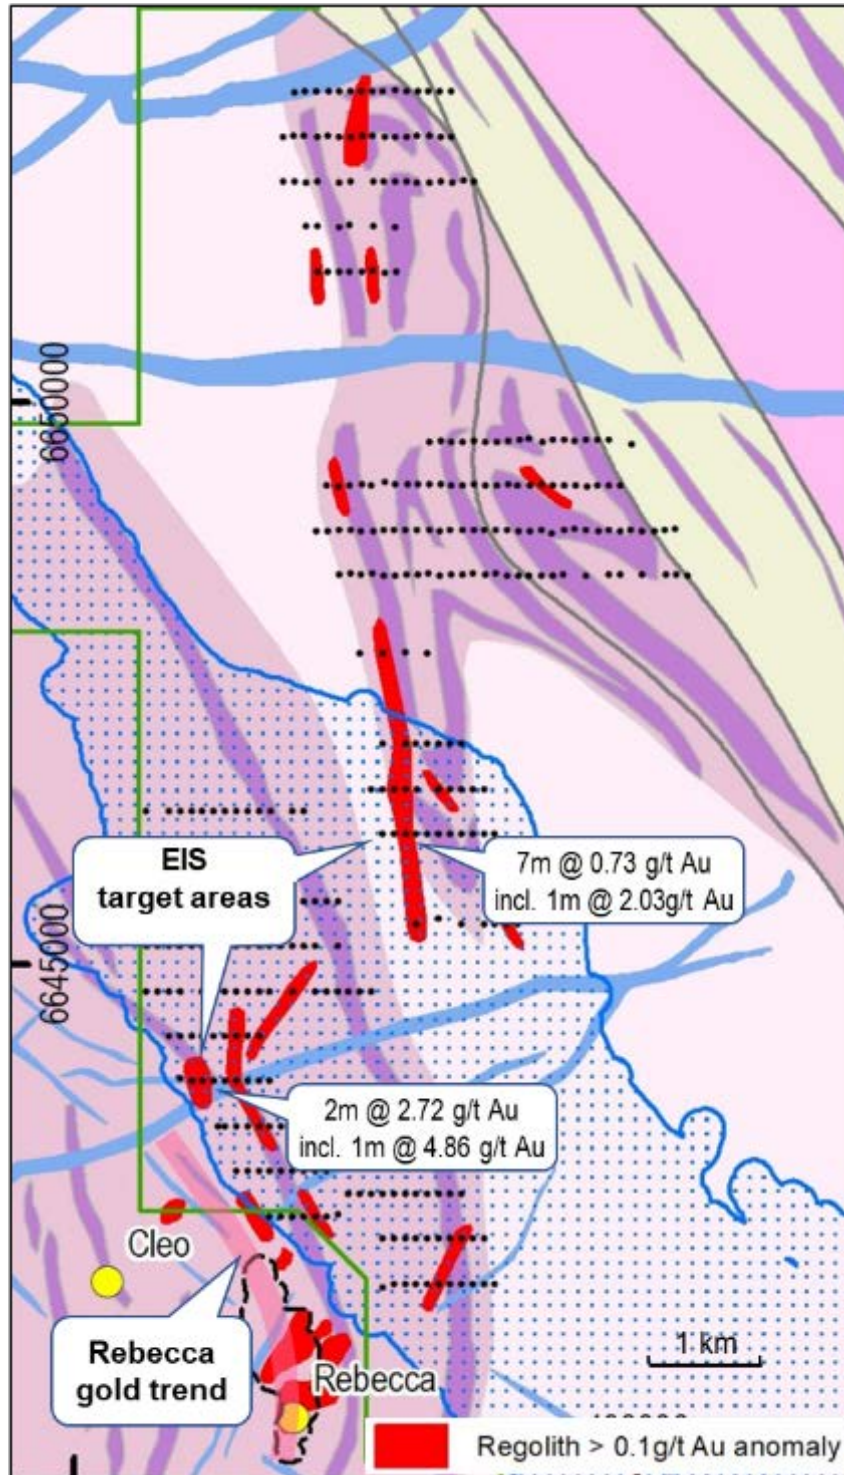 6650000
EIS
target areas
7m @ 0.73 g/t Au
incl. 1m @ 2.03g/t Au
6645000
2m @ 2.72 g/t Au
incl. 1m @ 4.86 g/t Au
Cleo
Rebecca
gold trend
Rebecca
1 km
Regolith > 0.1g/t Au anomaly